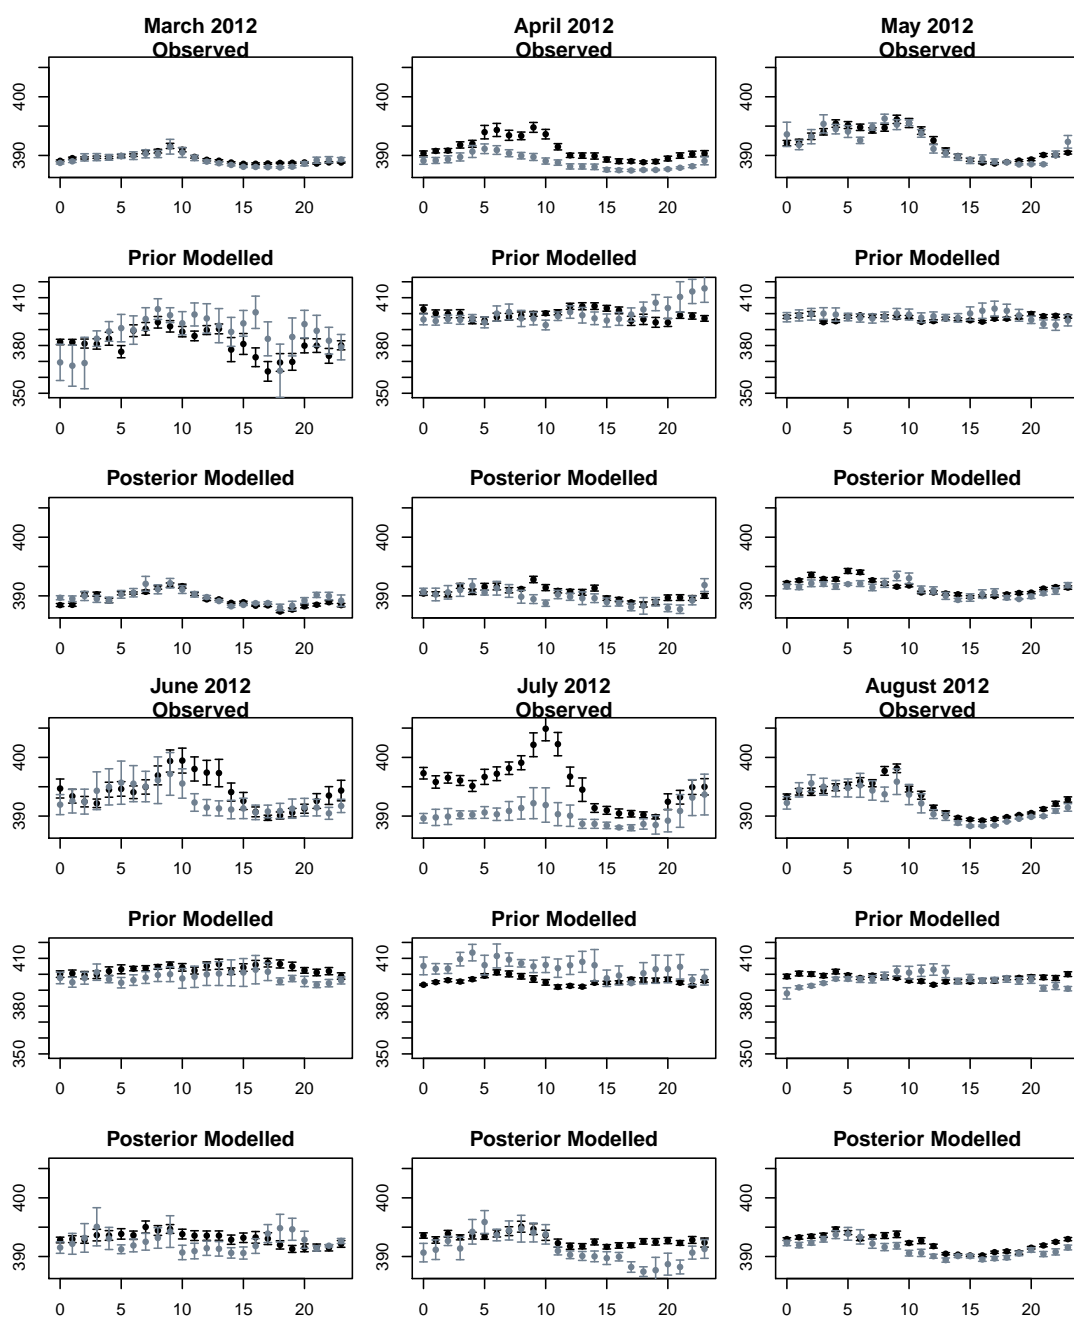 March 2012 April 2012 May 2012
Observed Observed Observed
400 400 400
390 390 390
0 5 10 15 20 0 5 10 15 20 0 5 10 15 20
Prior Modelled Prior Modelled Prior Modelled
410 410 410
380 380 380
350 350 350
0 5 10 15 20 0 5 10 15 20 0 5 10 15 20
Posterior Modelled Posterior Modelled Posterior Modelled
400 400 400
390 390 390
0 5 10 15 20 0 5 10 15 20 0 5 10 15 20
June 2012 July 2012 August 2012
Observed Observed Observed
400 400 400
390 390 390
0 5 10 15 20 0 5 10 15 20 0 5 10 15 20
Prior Modelled Prior Modelled Prior Modelled
410 410 410
380 380 380
350 350 350
0 5 10 15 20 0 5 10 15 20 0 5 10 15 20
Posterior Modelled Posterior Modelled Posterior Modelled
400 400 400
390 390 390
0 5 10 15 20 0 5 10 15 20 0 5 10 15 20